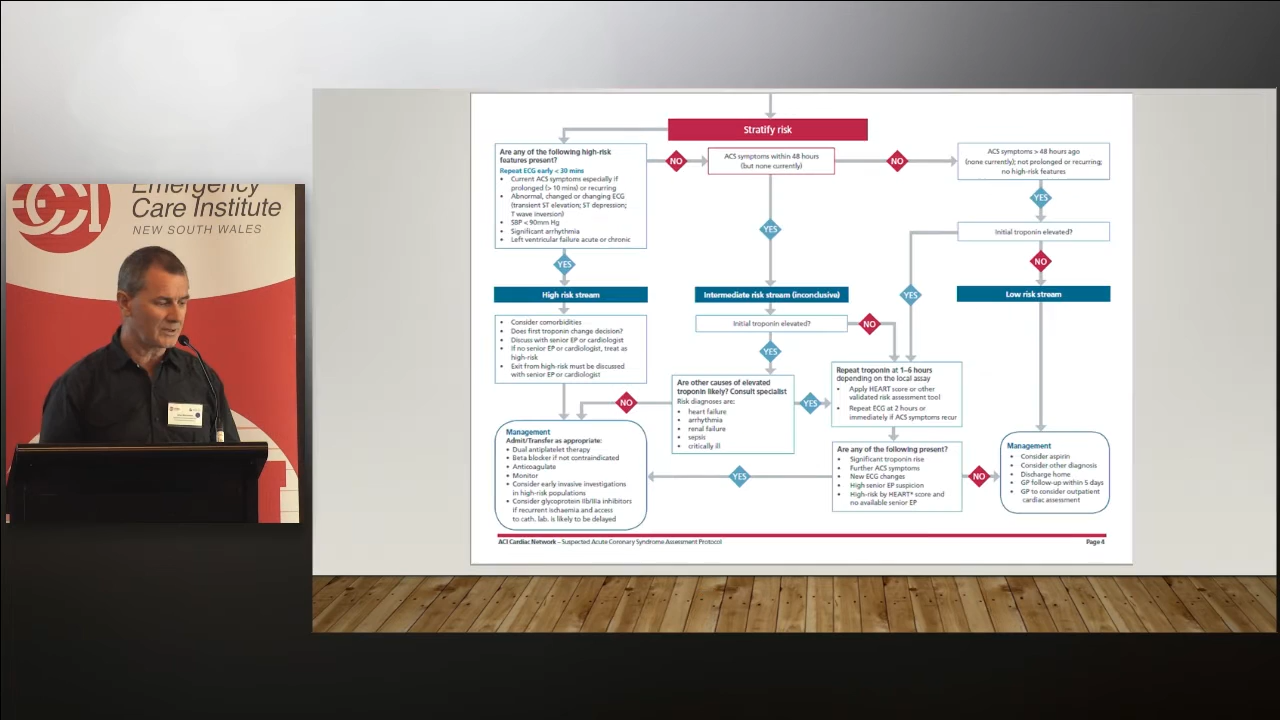 Emergency
Care Institute
NEW SOUTH WALES
ECI
Stratify risk
Are any of the following high-risk
features present?
Repeat ECG early < 30 mins
• Current ACS symptoms especially if
prolonged (> 10 mins) or recurring
• Abnormal, changed or changing ECG
(transient ST elevation; ST depression;
T wave inversion)
• SBP < 90mm Hg
• Significant arrhythmia
• Left ventricular failure acute or chronic
NO
ACS symptoms within 48 hours
(but none currently)
NO
ACS symptoms > 48 hours ago
(none currently); not prolonged or recurring;
no high-risk features
YES
YES
YES
Initial troponin elevated?
NO
YES
High risk stream
Intermediate risk stream (inconclusive)
Low risk stream
• Consider comorbidities
• Does first troponin change decision?
• Discuss with senior EP or cardiologist
• If no senior EP or cardiologist, treat as
high-risk
• Exit from high-risk must be discussed
with senior EP or cardiologist
Initial troponin elevated?
NO
YES
Are other causes of elevated
troponin likely? Consult specialist
Risk diagnoses are:
• heart failure
• arrhythmia
• renal failure
• sepsis
• critically ill
NO
YES
Repeat troponin at 1–6 hours
depending on the local assay
• Apply HEART score or other
validated risk assessment tool
• Repeat ECG at 2 hours or
immediately if ACS symptoms recur
Management
Admit/Transfer as appropriate:
• Dual antiplatelet therapy
• Beta blocker if not contraindicated
• Anticoagulate
• Monitor
• Consider early invasive investigations
in high-risk populations
• Consider glycoprotein IIb/IIIa inhibitors
if recurrent ischaemia and access
to cath. lab. is likely to be delayed
YES
Are any of the following present?
• Significant troponin rise
• Further ACS symptoms
• New ECG changes
• High senior EP suspicion
• High-risk by HEART* score and
no available senior EP
NO
Management
• Consider aspirin
• Consider other diagnosis
• Discharge home
• GP follow-up within 5 days
• GP to consider outpatient
cardiac assessment
ACI Cardiac Network – Suspected Acute Coronary Syndrome Assessment Protocol
Page 4